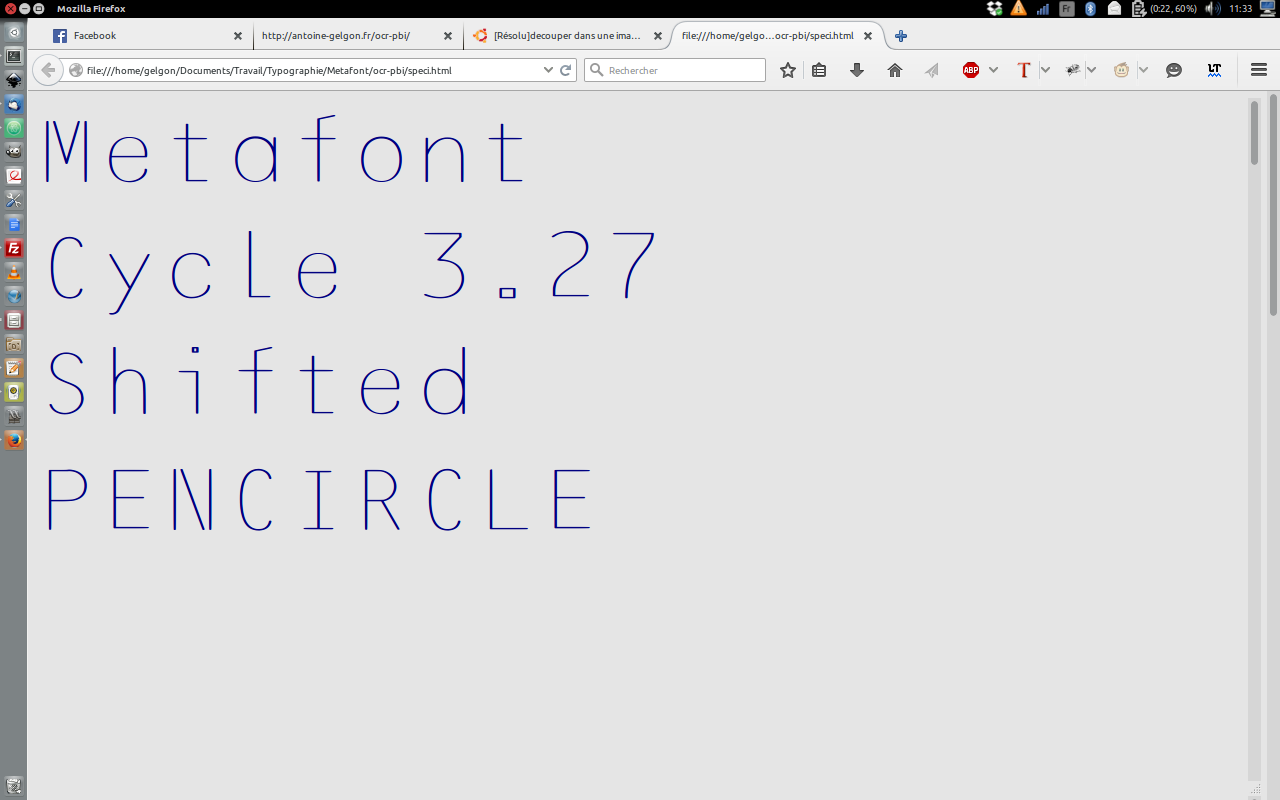 Mozilla Firefox
Fr
(0:22, 60%)
11:33
Facebook
http://antoine-gelgon.fr/ocr-pbi/
[Résolu]decouper dans une ima...
file:///home/gelgo...ocr-pbi/speci.html
file:///home/gelgon/Documents/Travail/Typographie/Metafont/ocr-pbi/speci.html
Rechercher
ABP
T
LT
Metafont
Cycle 3.27
Shifted
PENCIRCLE
Fz